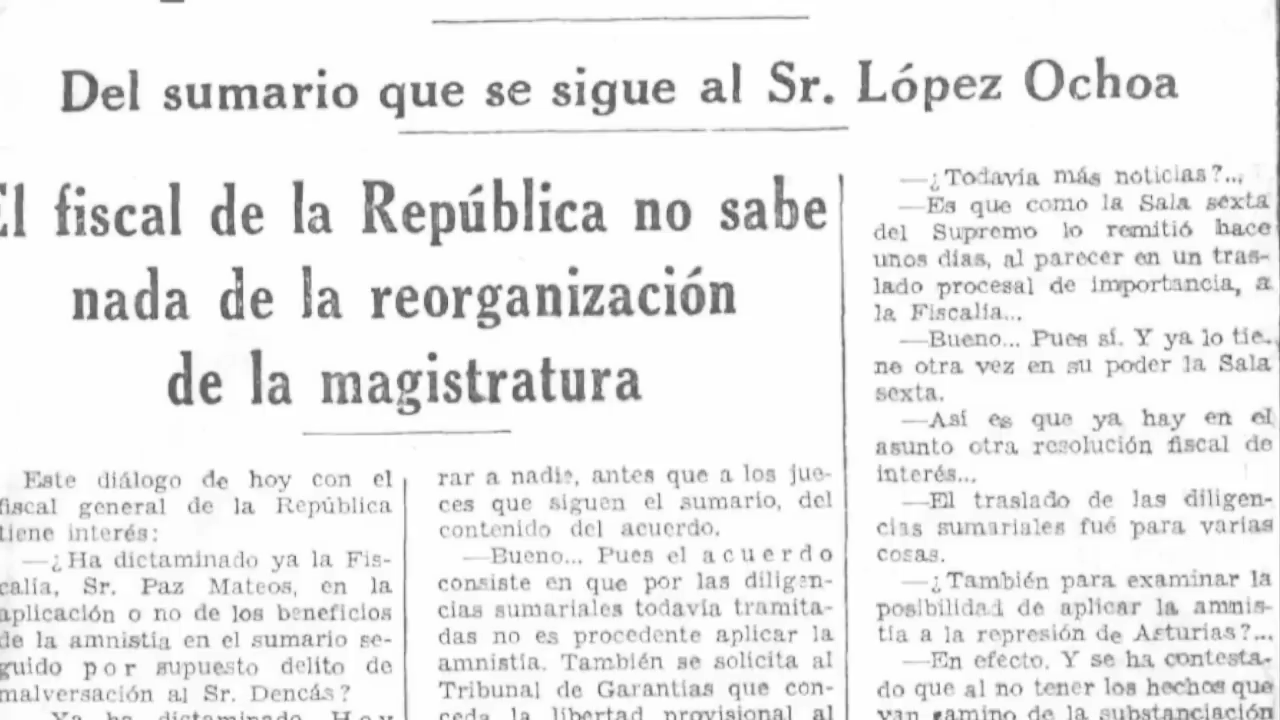 Del sumario que se sigue al Sr. López Ochoa
El fiscal de la República no sabe
nada de la reorganización
de la magistratura
Este diálogo de hoy con el
fiscal general de la República
tiene interés:
—¿Ha dictaminado ya la Fis-
calía, Sr. Paz Mateos, en la
aplicación o no de los beneficios
de la amnistía en el sumario se-
guido por supuesto delito de
malversación al Sr. Dencás?
—Ya ha dictaminado. Hoy
rar a nadie, antes que a los jue-
ces que siguen el sumario, del
contenido del acuerdo.
—Bueno... Pues el acuerdo
consiste en que por las diligen-
cias sumariales todavía tramita-
das no es procedente aplicar la
amnistía. También se solicita al
Tribunal de Garantías que con-
ceda la libertad provisional al
—¿Todavía más noticias?...
—Es que como la Sala sexta
del Supremo lo remitió hace
unos días, al parecer en un tras-
lado procesal de importancia, a
la Fiscalía...
—Bueno... Pues sí. Y ya lo tie-
ne otra vez en su poder la Sala
sexta.
—Así es que ya hay en el
asunto otra resolución fiscal de
interés...
—El traslado de las diligen-
cias sumariales fué para varias
cosas.
—¿También para examinar la
posibilidad de aplicar la amnis-
tía a la represión de Asturias?...
—En efecto. Y se ha contesta-
do que al no tener los hechos que
van camino de la substanciación